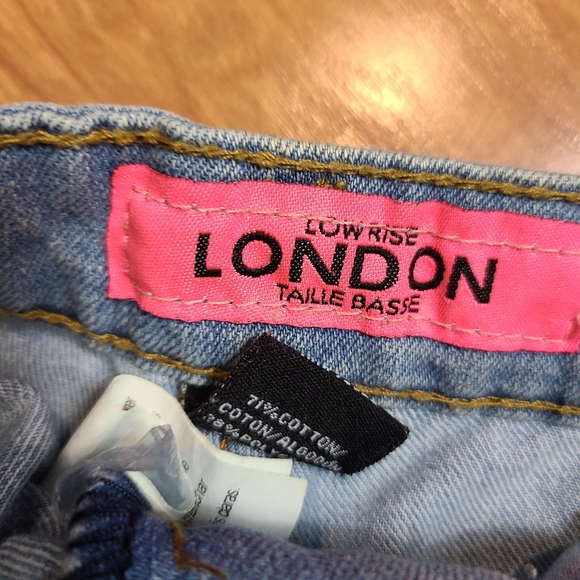 LOW RISE
LONDON
TAILLE BASSE
71% COTTON/
COTON/ALGODÓN